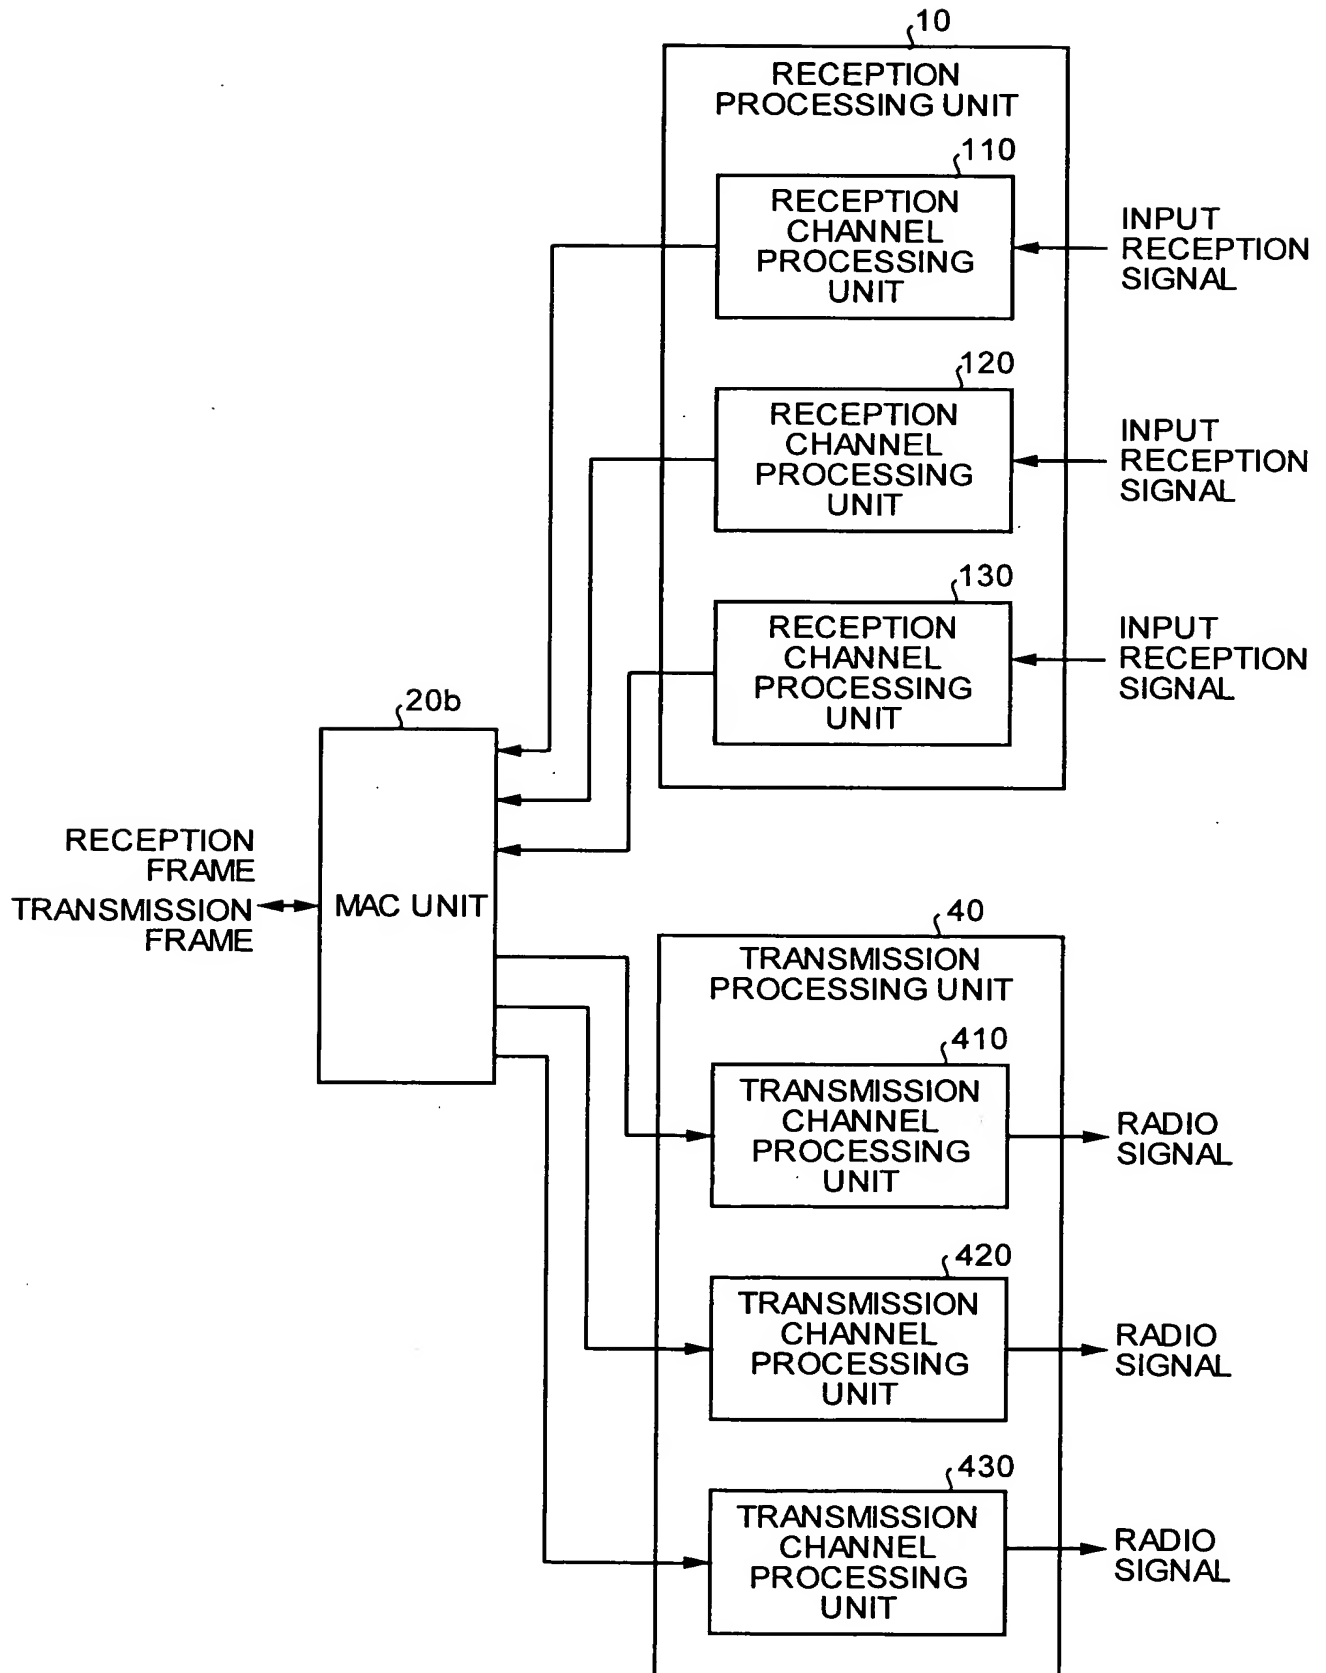 10
RECEPTION
PROCESSING UNIT
110
RECEPTION
CHANNEL
PROCESSING
UNIT
INPUT
RECEPTION
SIGNAL
120
RECEPTION
CHANNEL
PROCESSING
UNIT
INPUT
RECEPTION
SIGNAL
130
RECEPTION
CHANNEL
PROCESSING
UNIT
INPUT
RECEPTION
SIGNAL
20b
MAC UNIT
RECEPTION
FRAME
TRANSMISSION
FRAME
40
TRANSMISSION
PROCESSING UNIT
410
TRANSMISSION
CHANNEL
PROCESSING
UNIT
RADIO
SIGNAL
420
TRANSMISSION
CHANNEL
PROCESSING
UNIT
RADIO
SIGNAL
430
TRANSMISSION
CHANNEL
PROCESSING
UNIT
RADIO
SIGNAL